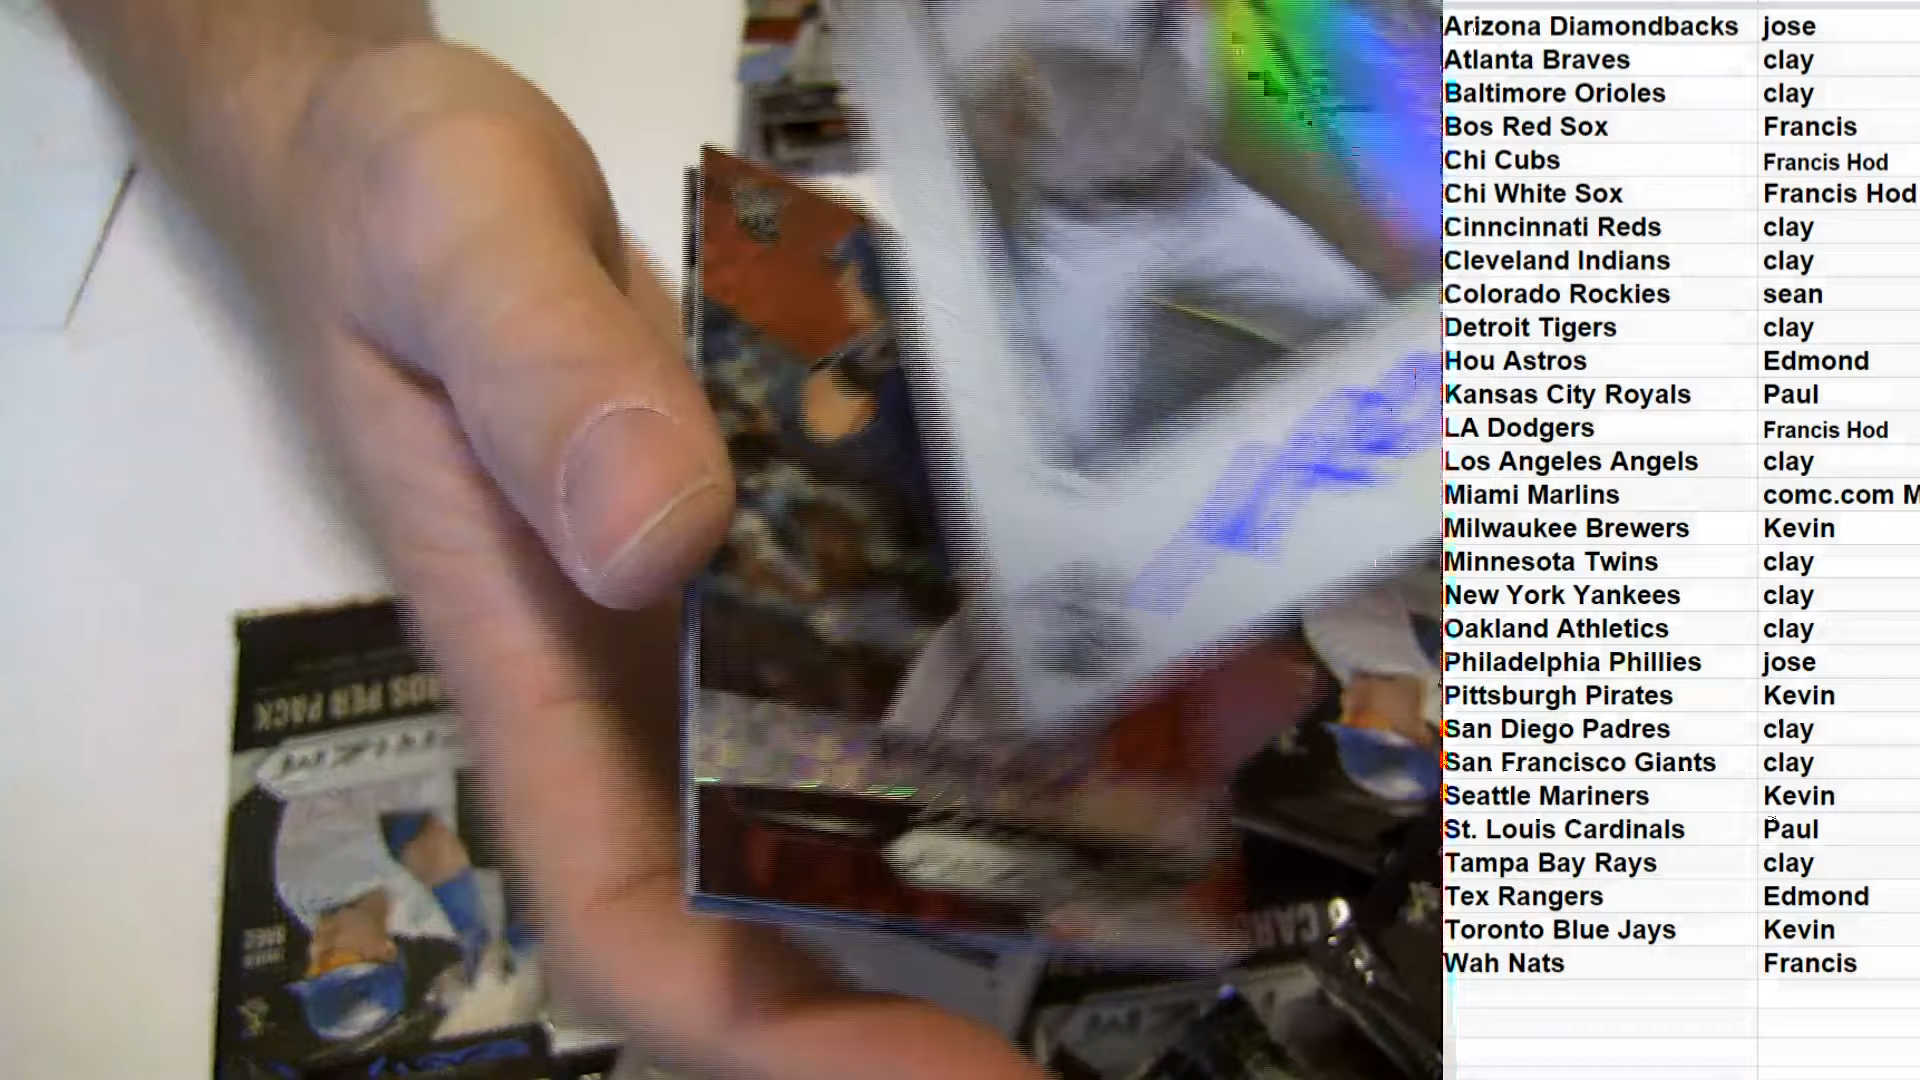 Arizona Diamondbacks jose
Atlanta Braves clay
Baltimore Orioles clay
Bos Red Sox Francis
Chi Cubs Francis Hod
Chi White Sox Francis Hod
Cinncinnati Reds clay
Cleveland Indians clay
Colorado Rockies sean
Detroit Tigers clay
Hou Astros Edmond
Kansas City Royals Paul
LA Dodgers Francis Hod
Los Angeles Angels clay
Miami Marlins comc.com M
Milwaukee Brewers Kevin
Minnesota Twins clay
New York Yankees clay
Oakland Athletics clay
Philadelphia Phillies jose
Pittsburgh Pirates Kevin
San Diego Padres clay
San Francisco Giants clay
Seattle Mariners Kevin
St. Louis Cardinals Paul
Tampa Bay Rays clay
Tex Rangers Edmond
Toronto Blue Jays Kevin
Wah Nats Francis
PER PACK